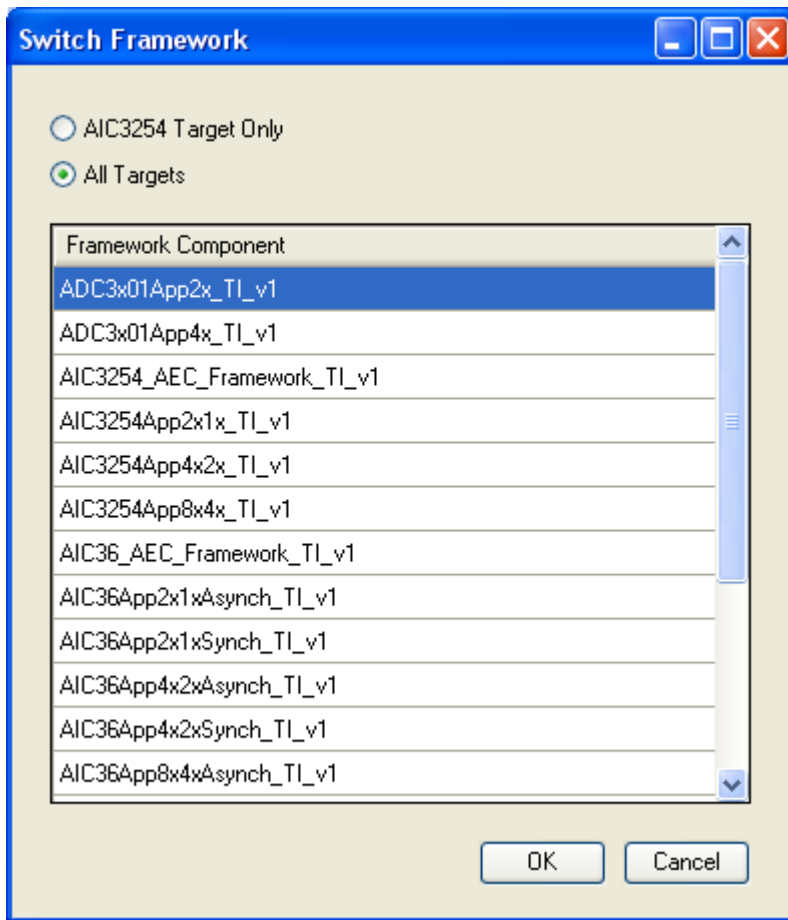 Switch Framework
AIC3254 Target Only
All Targets
Framework Component
ADC3x01App2x_TI_v1
ADC3x01App4x_TI_v1
AIC3254_AEC_Framework_TI_v1
AIC3254App2x1x_TI_v1
AIC3254App4x2x_TI_v1
AIC3254App8x4x_TI_v1
AIC36_AEC_Framework_TI_v1
AIC36App2x1xAsynch_TI_v1
AIC36App2x1xSynch_TI_v1
AIC36App4x2xAsynch_TI_v1
AIC36App4x2xSynch_TI_v1
AIC36App8x4xAsynch_TI_v1
OK Cancel